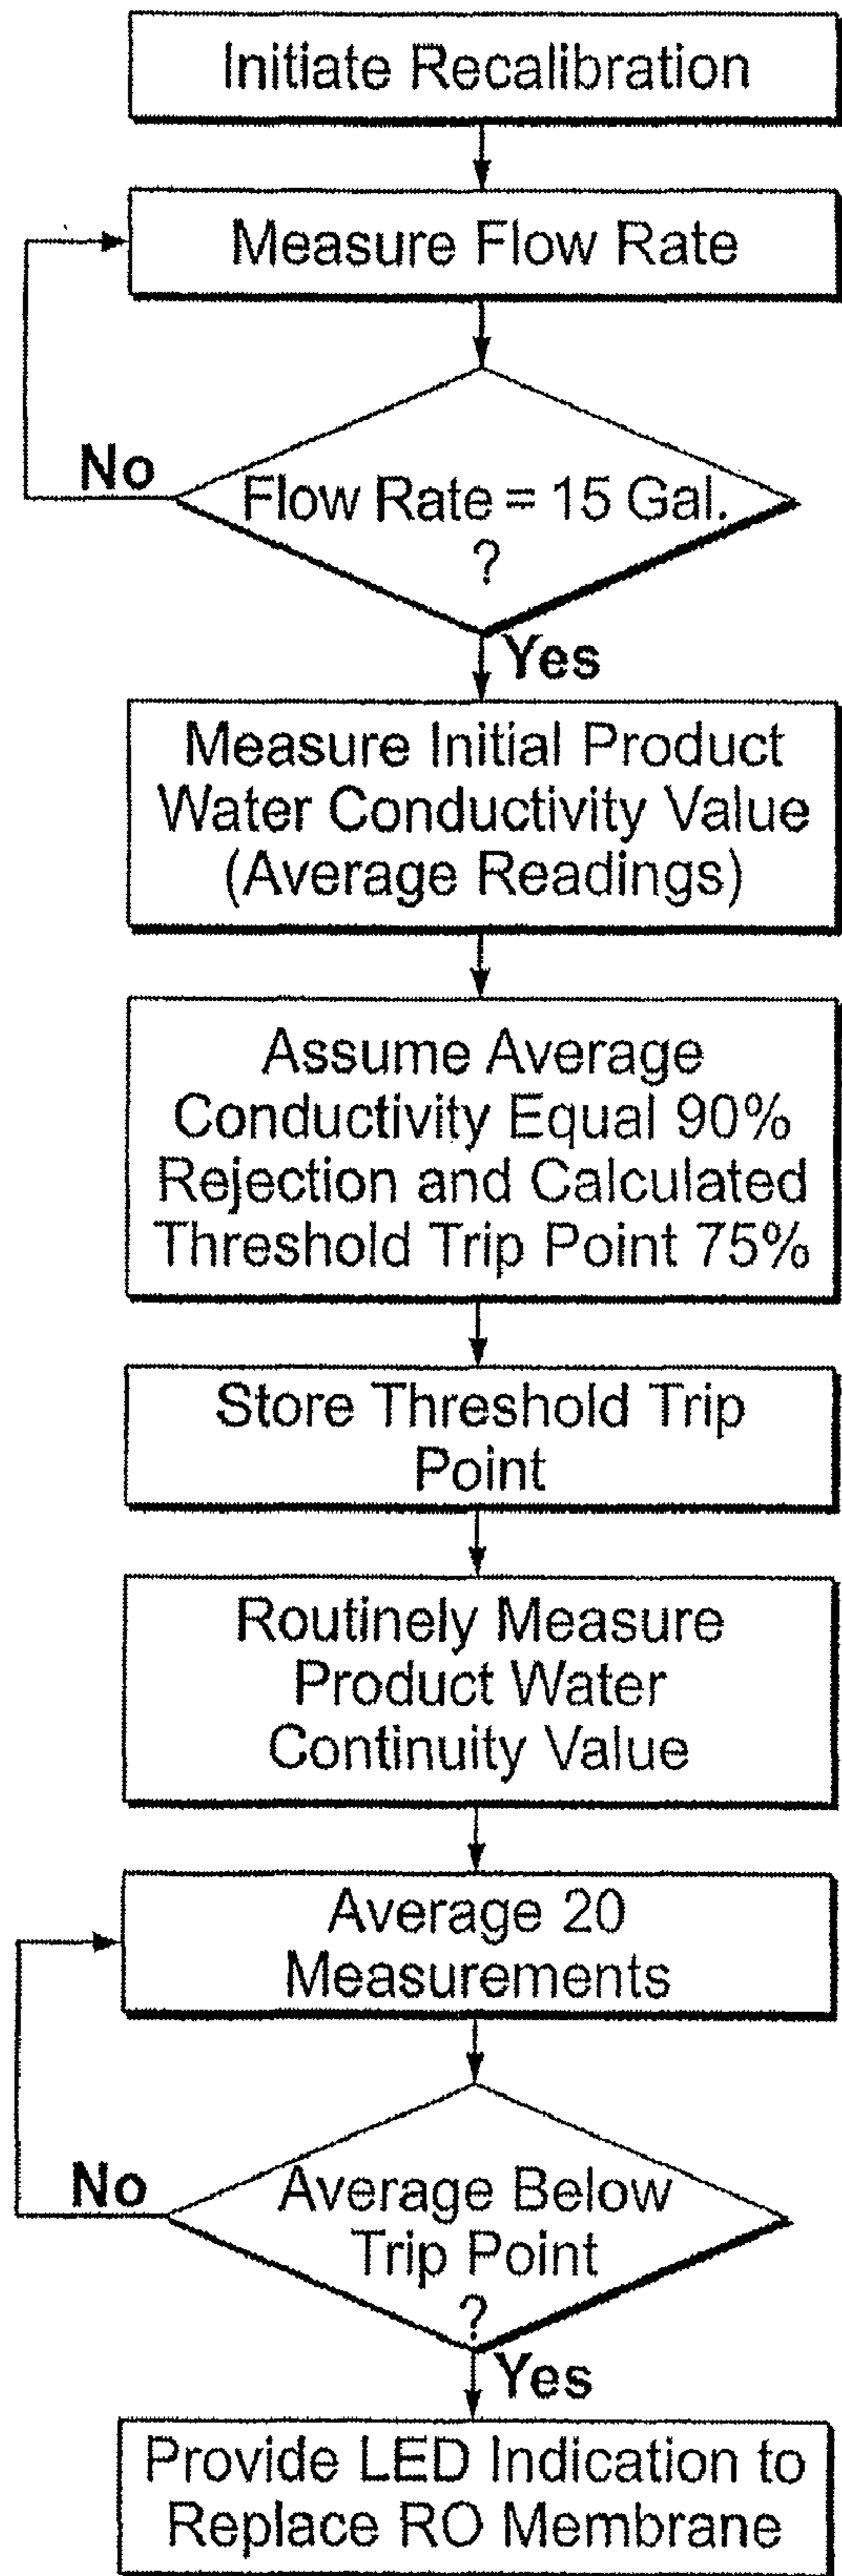 Initiate Recalibration
Measure Flow Rate
No
Flow Rate = 15 Gal.
?
Yes
Measure Initial Product
Water Conductivity Value
(Average Readings)
Assume Average
Conductivity Equal 90%
Rejection and Calculated
Threshold Trip Point 75%
Store Threshold Trip
Point
Routinely Measure
Product Water
Continuity Value
Average 20
Measurements
No
Average Below
Trip Point
?
Yes
Provide LED Indication to
Replace RO Membrane